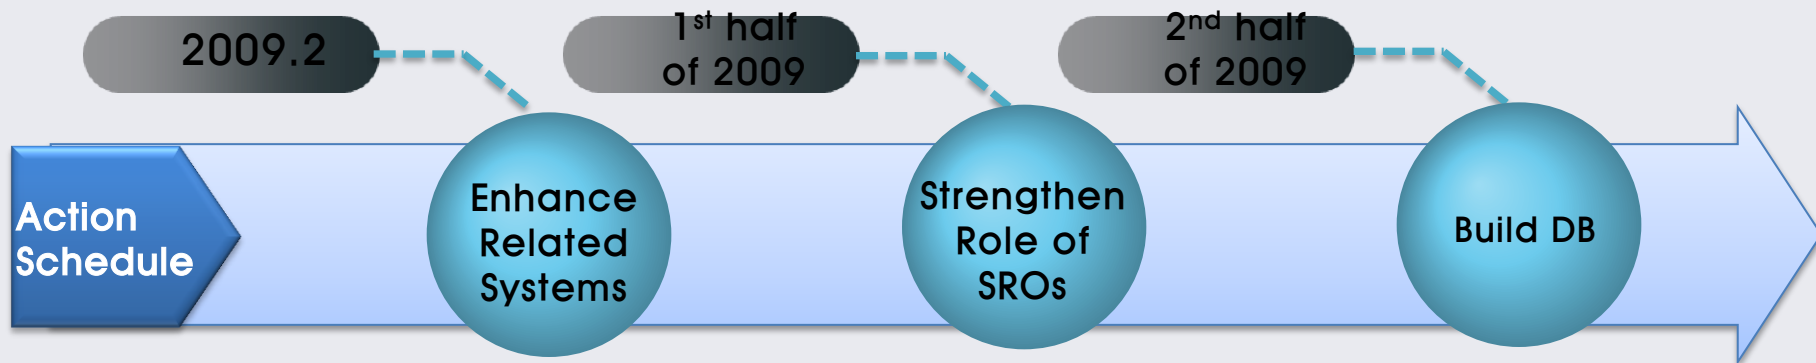 2009.2
1st half
of 2009
2nd half
of 2009
Action
Schedule
Enhance
Related
Systems
Strengthen
Role of
SROs
Build DB